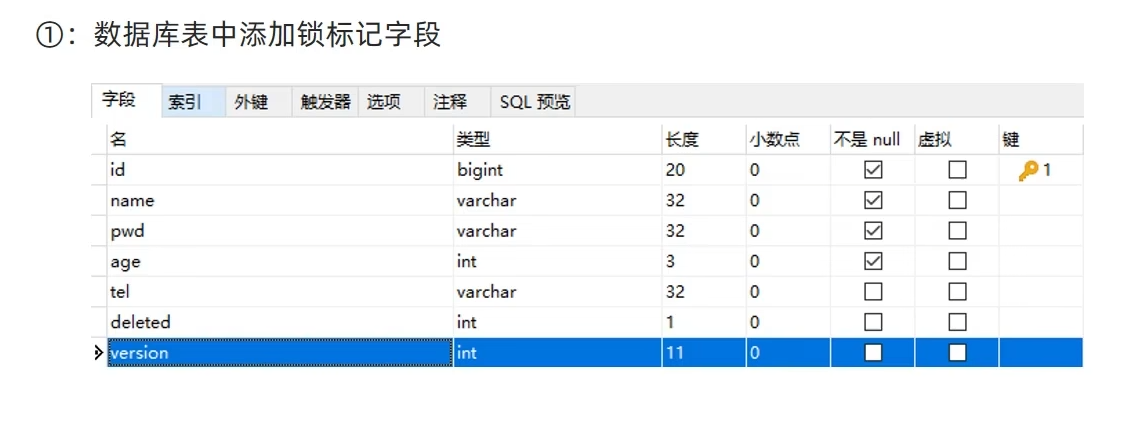 ①：数据库表中添加锁标记字段
字段 索引 外键 触发器 选项 注释 SQL 预览
名 类型 长度 小数点 不是 null 虚拟 键
id bigint 20 0 1
name varchar 32 0
pwd varchar 32 0
age int 3 0
tel varchar 32 0
deleted int 1 0
version int 11 0